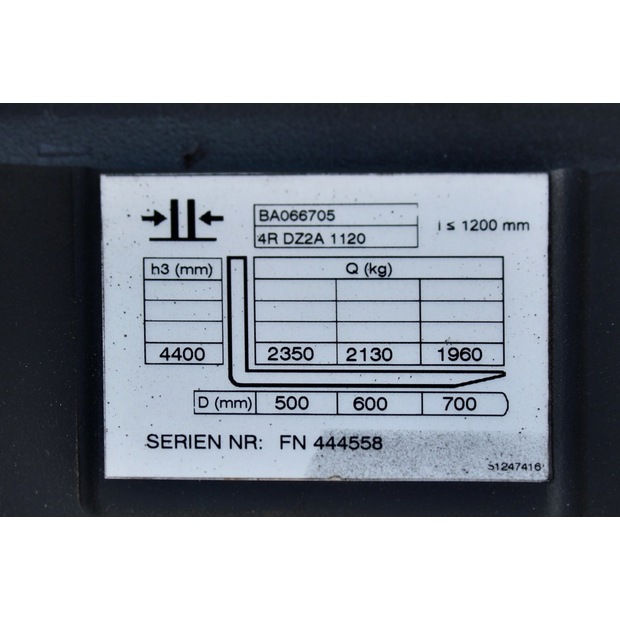 BA066705
4R DZ2A 1120
l ≤ 1200 mm
h3 (mm)
Q (kg)
4400 2350 2130 1960
D (mm) 500 600 700
SERIEN NR: FN 444558
51247416